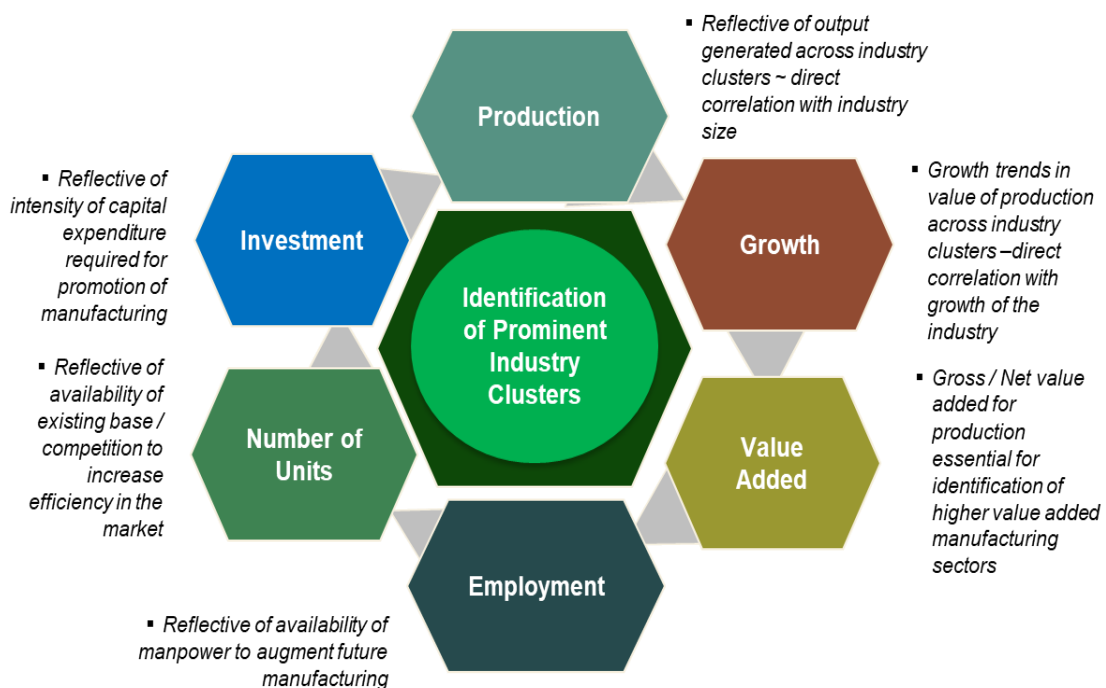 Production
▪ Reflective of output
generated across industry
clusters ~ direct
correlation with industry
size
Growth
▪ Growth trends in
value of production
across industry
clusters –direct
correlation with
growth of the
industry
Value
Added
▪ Gross / Net value
added for
production
essential for
identification of
higher value added
manufacturing
sectors
Employment
▪ Reflective of availability of
manpower to augment future
manufacturing
Number of
Units
▪ Reflective of
availability of
existing base /
competition to
increase
efficiency in the
market
Investment
▪ Reflective of
intensity of capital
expenditure
required for
promotion of
manufacturing
Identification
of Prominent
Industry
Clusters